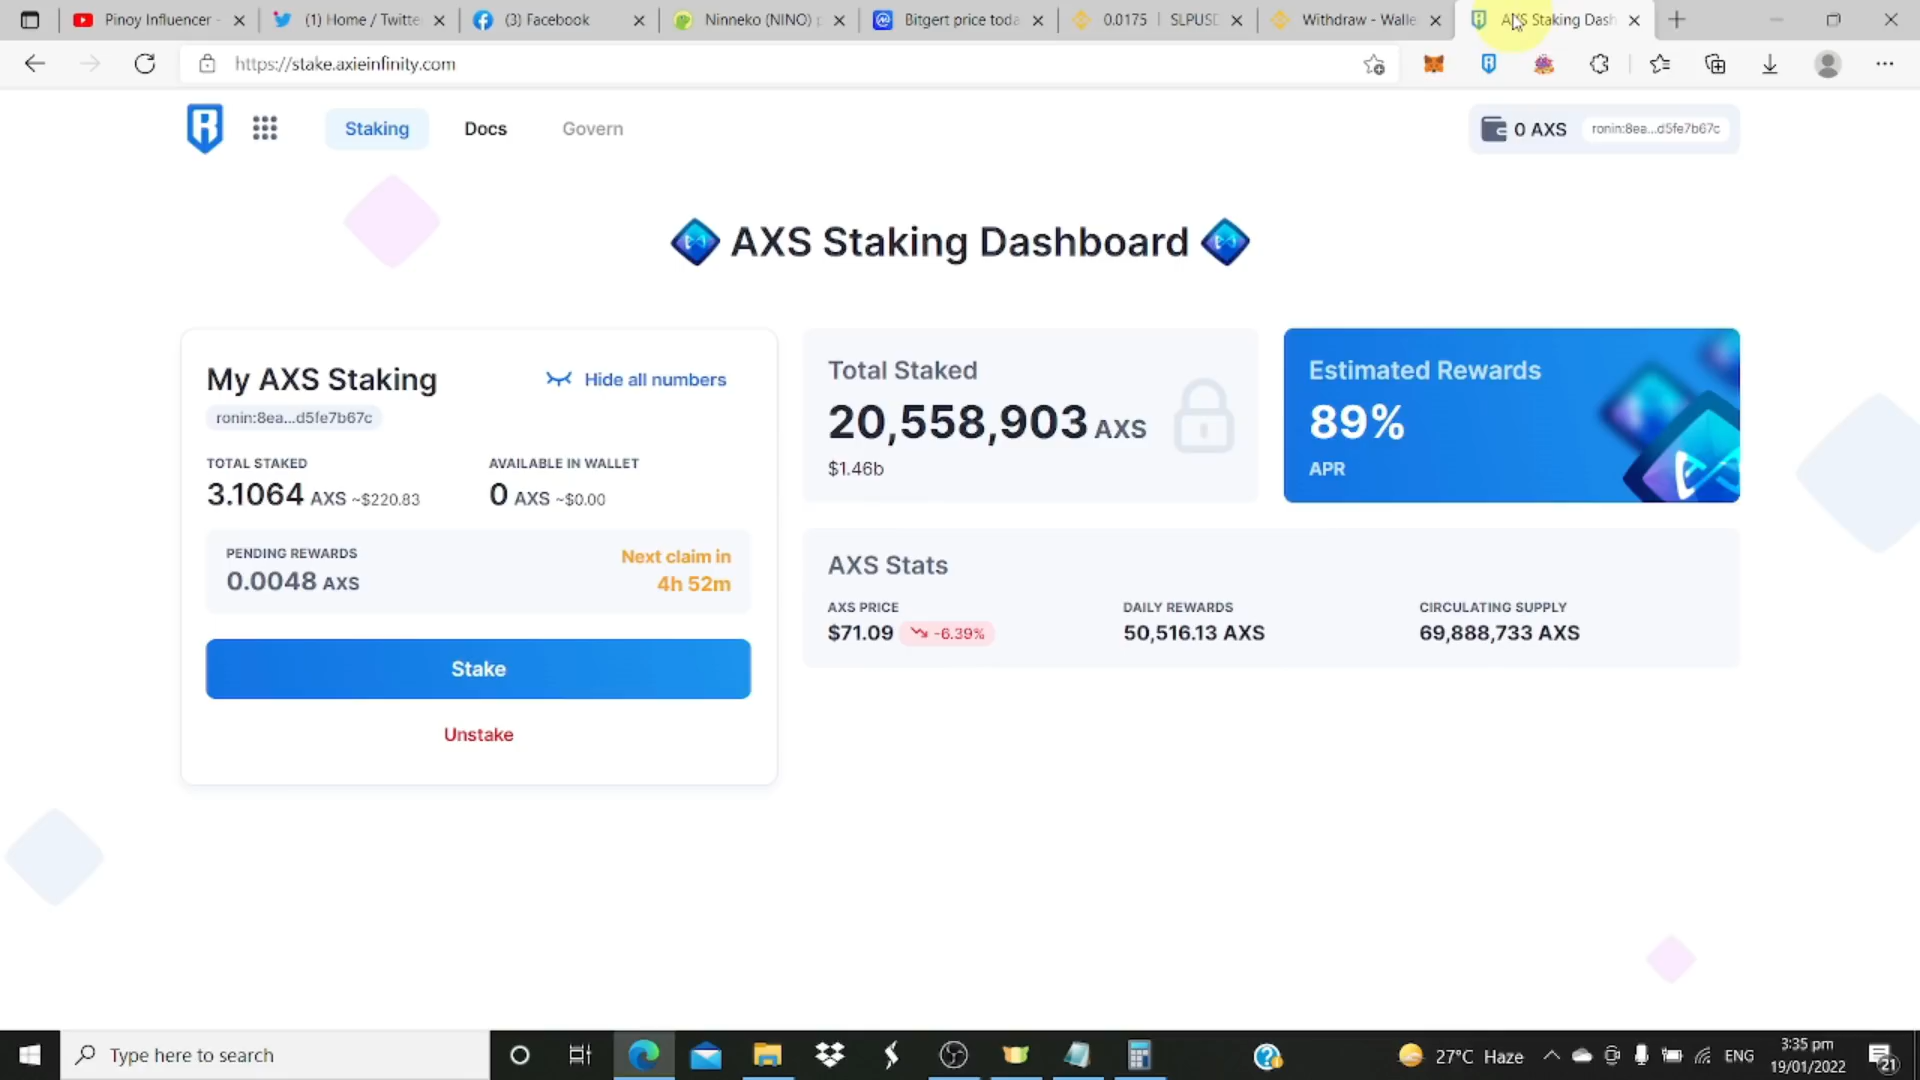 Pinoy Influencer -
(1) Home / Twitte
(3) Facebook
Ninneko (NINO) p
Bitgert price toda
0.0175 | SLPUSD
Withdraw - Walle
AXS Staking Dash
https://stake.axieinfinity.com
Staking
Docs
Govern
0 AXS
ronin:8ea...d5fe7b67c
AXS Staking Dashboard
My AXS Staking
Hide all numbers
ronin:8ea...d5fe7b67c
TOTAL STAKED
AVAILABLE IN WALLET
3.1064 AXS ~$220.83
0 AXS ~$0.00
PENDING REWARDS
0.0048 AXS
Next claim in
4h 52m
Stake
Unstake
Total Staked
20,558,903 AXS
$1.46b
Estimated Rewards
89%
APR
AXS Stats
AXS PRICE
$71.09 -6.39%
DAILY REWARDS
50,516.13 AXS
CIRCULATING SUPPLY
69,888,733 AXS
Type here to search
27°C Haze
ENG
3:35 pm
19/01/2022
21